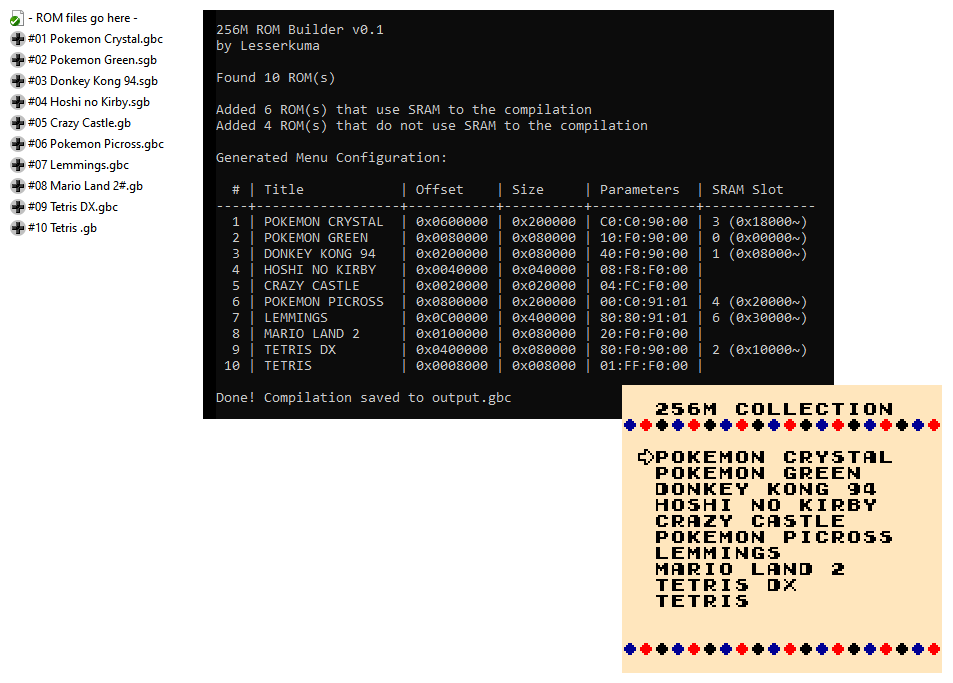 - ROM files go here -
#01 Pokemon Crystal.gbc
#02 Pokemon Green.sgb
#03 Donkey Kong 94.sgb
#04 Hoshi no Kirby.sgb
#05 Crazy Castle.gb
#06 Pokemon Picross.gbc
#07 Lemmings.gbc
#08 Mario Land 2#.gb
#09 Tetris DX.gbc
#10 Tetris .gb
256M ROM Builder v0.1
by Lesserkuma
Found 10 ROM(s)
Added 6 ROM(s) that use SRAM to the compilation
Added 4 ROM(s) that do not use SRAM to the compilation
Generated Menu Configuration:
# | Title | Offset | Size | Parameters | SRAM Slot
----+------------------+-----------+----------+-------------+--------------
1 | POKEMON CRYSTAL | 0x0600000 | 0x200000 | C0:C0:90:00 | 3 (0x18000~)
2 | POKEMON GREEN | 0x0080000 | 0x080000 | 10:F0:90:00 | 0 (0x00000~)
3 | DONKEY KONG 94 | 0x0200000 | 0x080000 | 40:F0:90:00 | 1 (0x08000~)
4 | HOSHI NO KIRBY | 0x0040000 | 0x040000 | 08:F8:F0:00 |
5 | CRAZY CASTLE | 0x0020000 | 0x020000 | 04:FC:F0:00 |
6 | POKEMON PICROSS | 0x0800000 | 0x200000 | 00:C0:91:01 | 4 (0x20000~)
7 | LEMMINGS | 0x0C00000 | 0x400000 | 80:80:91:01 | 6 (0x30000~)
8 | MARIO LAND 2 | 0x0100000 | 0x080000 | 20:F0:F0:00 |
9 | TETRIS DX | 0x0400000 | 0x080000 | 80:F0:90:00 | 2 (0x10000~)
10 | TETRIS | 0x0008000 | 0x008000 | 01:FF:F0:00 |
Done! Compilation saved to output.gbc
256M COLLECTION
POKEMON CRYSTAL
POKEMON GREEN
DONKEY KONG 94
HOSHI NO KIRBY
CRAZY CASTLE
POKEMON PICROSS
LEMMINGS
MARIO LAND 2
TETRIS DX
TETRIS